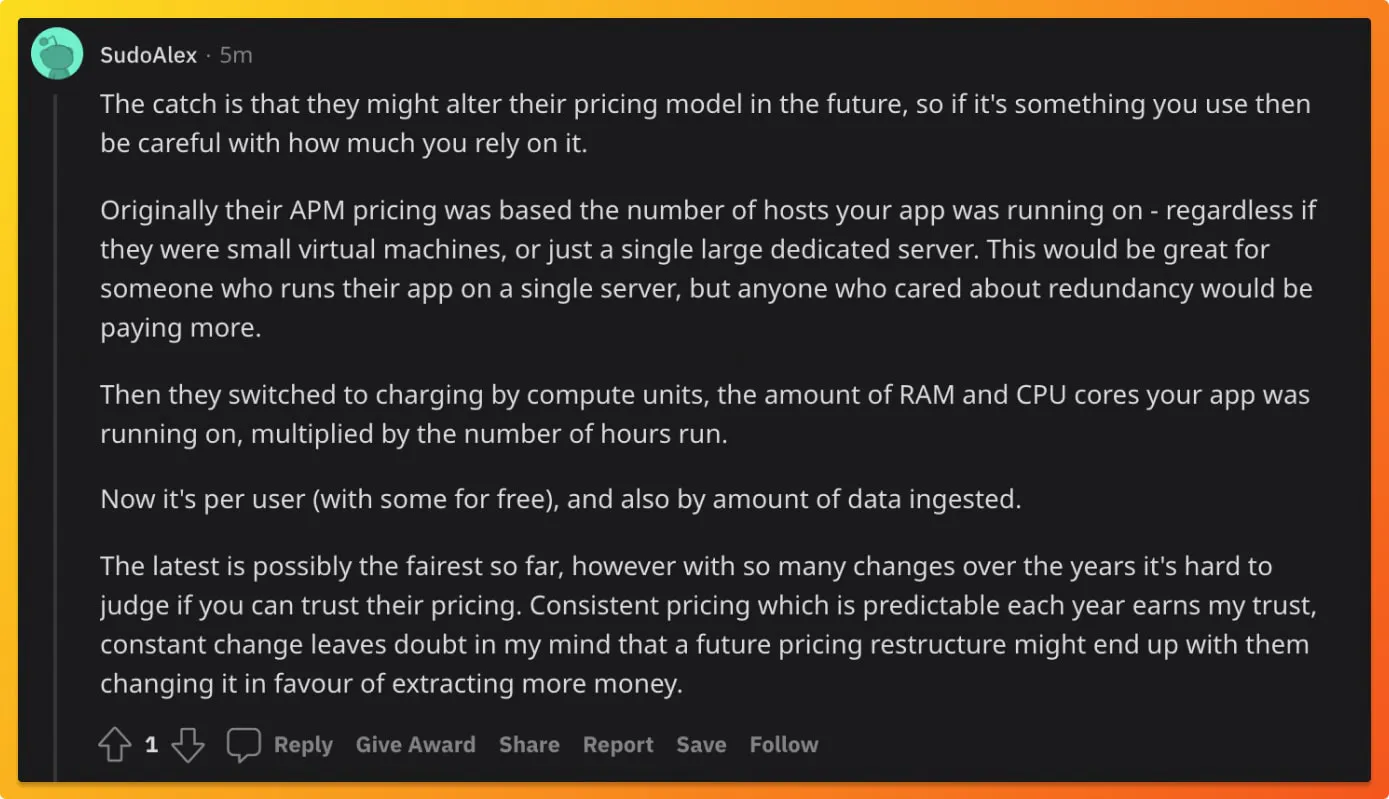 SudoAlex · 5m
The catch is that they might alter their pricing model in the future, so if it's something you use then
be careful with how much you rely on it.
Originally their APM pricing was based the number of hosts your app was running on - regardless if
they were small virtual machines, or just a single large dedicated server. This would be great for
someone who runs their app on a single server, but anyone who cared about redundancy would be
paying more.
Then they switched to charging by compute units, the amount of RAM and CPU cores your app was
running on, multiplied by the number of hours run.
Now it's per user (with some for free), and also by amount of data ingested.
The latest is possibly the fairest so far, however with so many changes over the years it's hard to
judge if you can trust their pricing. Consistent pricing which is predictable each year earns my trust,
constant change leaves doubt in my mind that a future pricing restructure might end up with them
changing it in favour of extracting more money.
1 Reply Give Award Share Report Save Follow